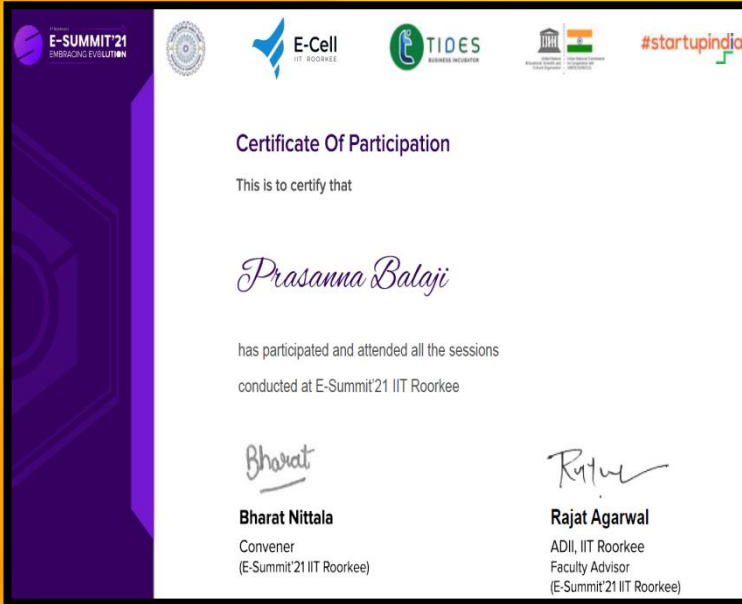 E-SUMMIT'21
EMBRACING EVOLUTION
E-Cell
IIT ROORKEE
TIDES
BUSINESS INCUBATOR
#startupindia
Certificate Of Participation
This is to certify that
Prasanna Balaji
has participated and attended all the sessions
conducted at E-Summit'21 IIT Roorkee
Bharat
Bharat Nittala
Convener
(E-Summit'21 IIT Roorkee)
Rajat Agarwal
ADII, IIT Roorkee
Faculty Advisor
(E-Summit'21 IIT Roorkee)